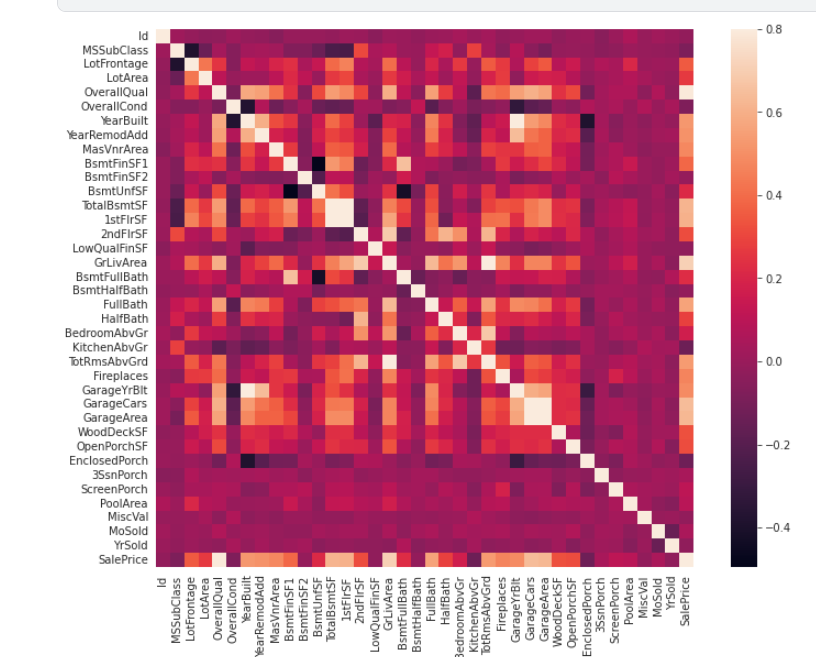 Id
MSSubClass
LotFrontage
LotArea
OverallQual
OverallCond
YearBuilt
YearRemodAdd
MasVnrArea
BsmtFinSF1
BsmtFinSF2
BsmtUnfSF
TotalBsmtSF
1stFlrSF
2ndFlrSF
LowQualFinSF
GrLivArea
BsmtFullBath
BsmtHalfBath
FullBath
HalfBath
BedroomAbvGr
KitchenAbvGr
TotRmsAbvGrd
Fireplaces
GarageYrBlt
GarageCars
GarageArea
WoodDeckSF
OpenPorchSF
EnclosedPorch
3SsnPorch
ScreenPorch
PoolArea
MiscVal
MoSold
YrSold
SalePrice
Id
MSSubClass
LotFrontage
LotArea
OverallQual
OverallCond
YearBuilt
YearRemodAdd
MasVnrArea
BsmtFinSF1
BsmtFinSF2
BsmtUnfSF
TotalBsmtSF
1stFlrSF
2ndFlrSF
LowQualFinSF
GrLivArea
BsmtFullBath
BsmtHalfBath
FullBath
HalfBath
BedroomAbvGr
KitchenAbvGr
TotRmsAbvGrd
Fireplaces
GarageYrBlt
GarageCars
GarageArea
WoodDeckSF
OpenPorchSF
EnclosedPorch
3SsnPorch
ScreenPorch
PoolArea
MiscVal
MoSold
YrSold
SalePrice
0.8
0.6
0.4
0.2
0.0
−0.2
−0.4